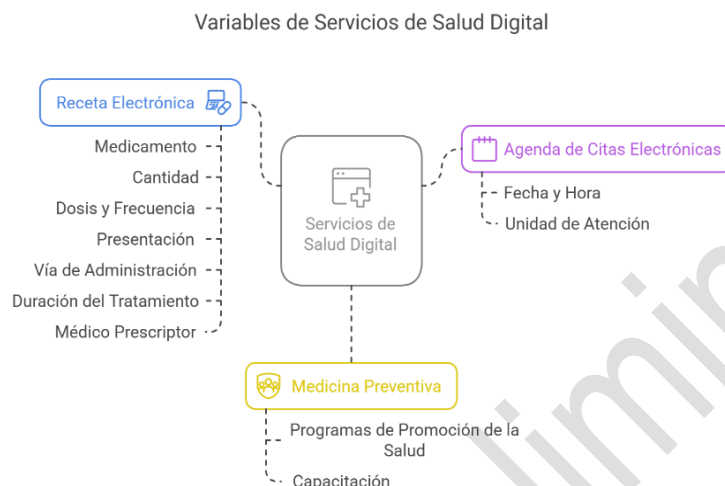 Variables de Servicios de Salud Digital
Receta Electrónica
Medicamento
Cantidad
Dosis y Frecuencia
Presentación
Vía de Administración
Duración del Tratamiento
Médico Prescriptor
Servicios de
Salud Digital
Agenda de Citas Electrónicas
Fecha y Hora
Unidad de Atención
Medicina Preventiva
Programas de Promoción de la
Salud
Capacitación